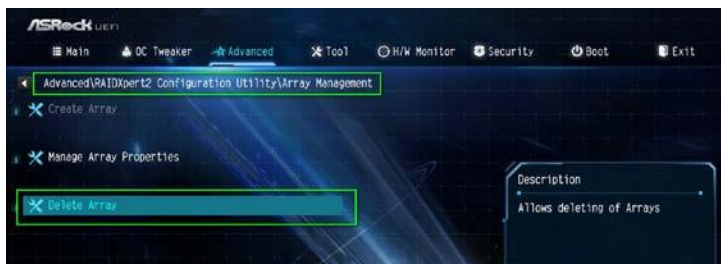 ASRock UEFI
Main OC Tweaker Advanced Tool H/W Monitor Security Boot Exit
Advanced\RAIDXpert2 Configuration Utility\Array Management
Create Array
Manage Array Properties
Description
Delete Array
Allows deleting of Arrays